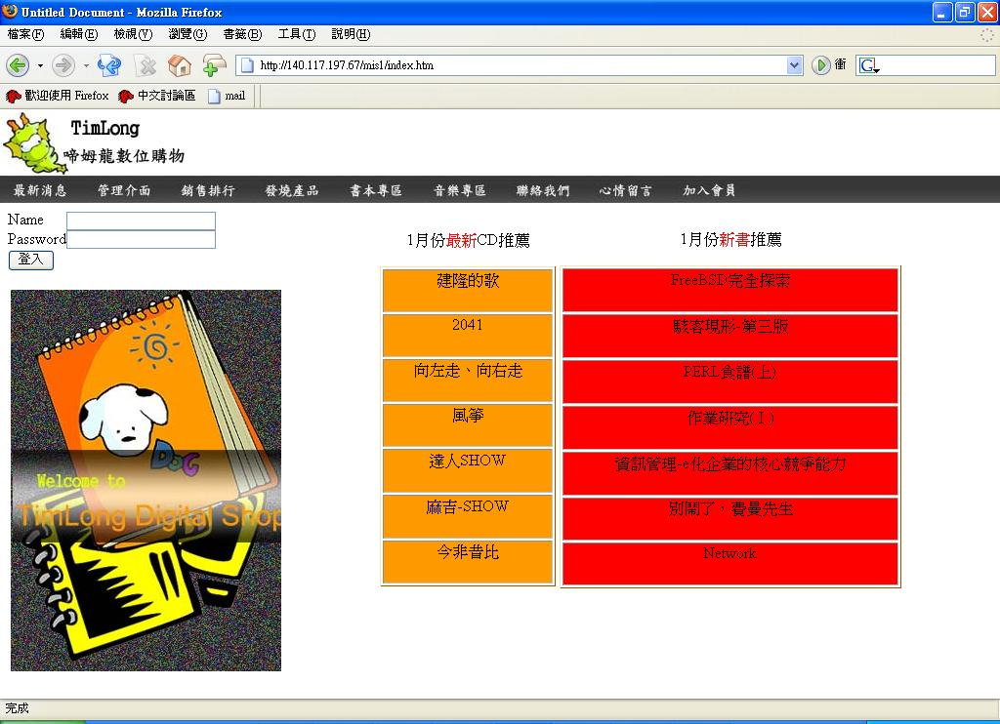 Untitled Document - Mozilla Firefox
檔案(F) 編輯(E) 檢視(V) 瀏覽(G) 書籤(B) 工具(T) 說明(H)
http://140.117.197.67/mis1/index.htm 衝 G
歡迎使用 Firefox 中文討論區 mail
TimLong
啼姆龍數位購物
最新消息 管理介面 銷售排行 發燒產品 書本專區 音樂專區 聯絡我們 心情留言 加入會員
Name
Password
登入
DOG
Welcome to
TimLong Digital Shop
1月份最新CD推薦
建隆的歌
2041
向左走、向右走
風箏
達人SHOW
麻吉-SHOW
今非昔比
1月份新書推薦
FreeBSD完全探索
駭客現形-第三版
PERL食譜(上)
作業研究(I)
資訊管理-e化企業的核心競爭能力
別鬧了，費曼先生
Network
完成